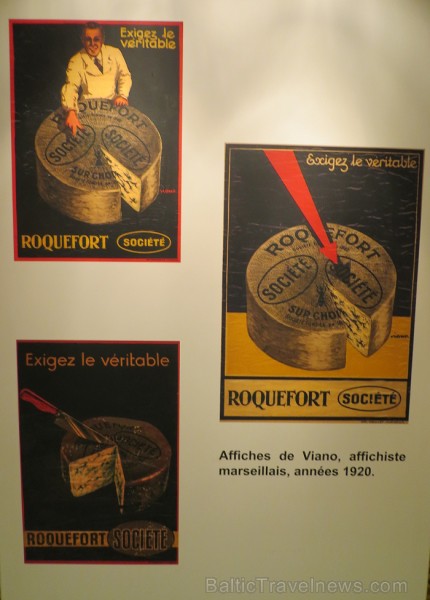 Exigez le
véritable
ROQUEFORT
SOCIÉTÉ
SOCIÉTÉ
SUR CHOIX
ROQUEFORT SOCIÉTÉ
Exigez le véritable
ROQUEFORT
SOCIÉTÉ
SOCIÉTÉ
SUR CHOIX
ROQUEFORT SOCIÉTÉ
Exigez le véritable
SOCIÉTÉ
ROQUEFORT SOCIÉTÉ
Affiches de Viano, affichiste
marseillais, années 1920.
BalticTravelnews.com